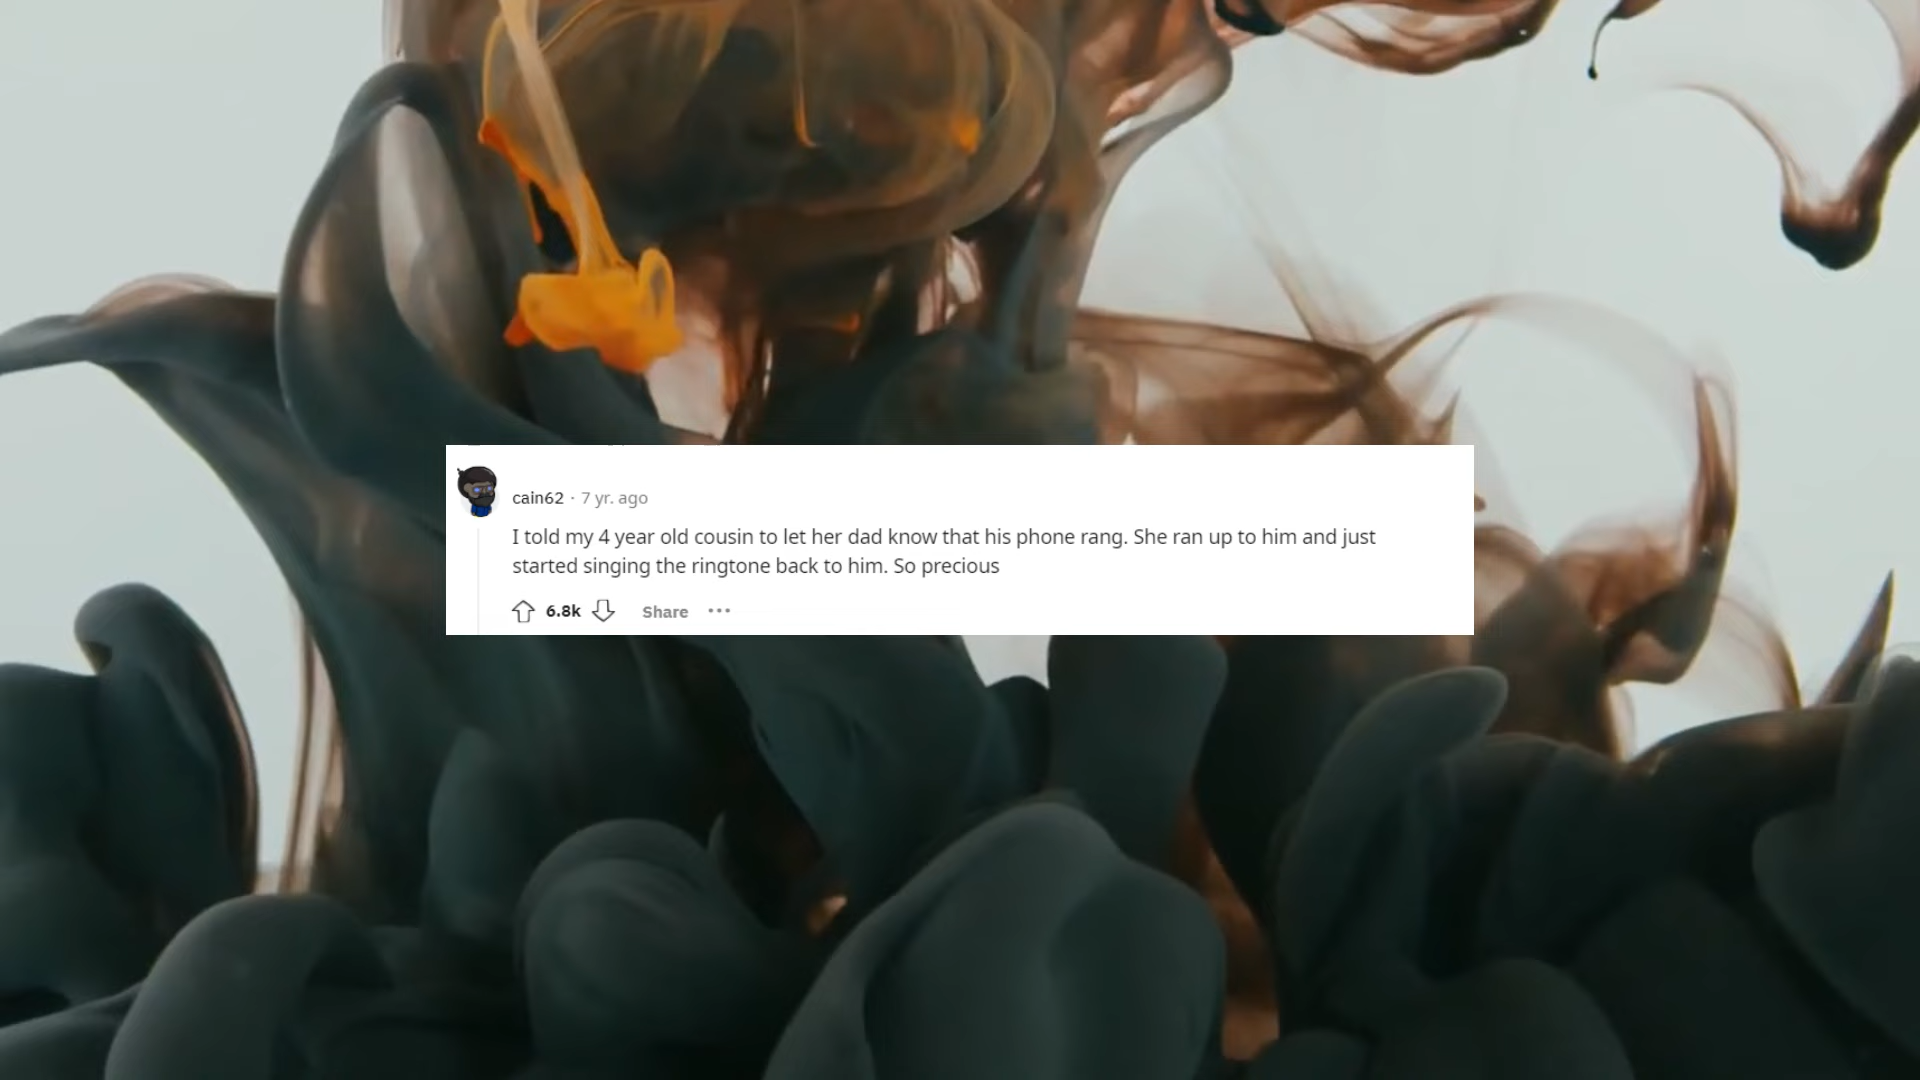 cain62 · 7 yr. ago
I told my 4 year old cousin to let her dad know that his phone rang. She ran up to him and just
started singing the ringtone back to him. So precious
6.8k Share ···